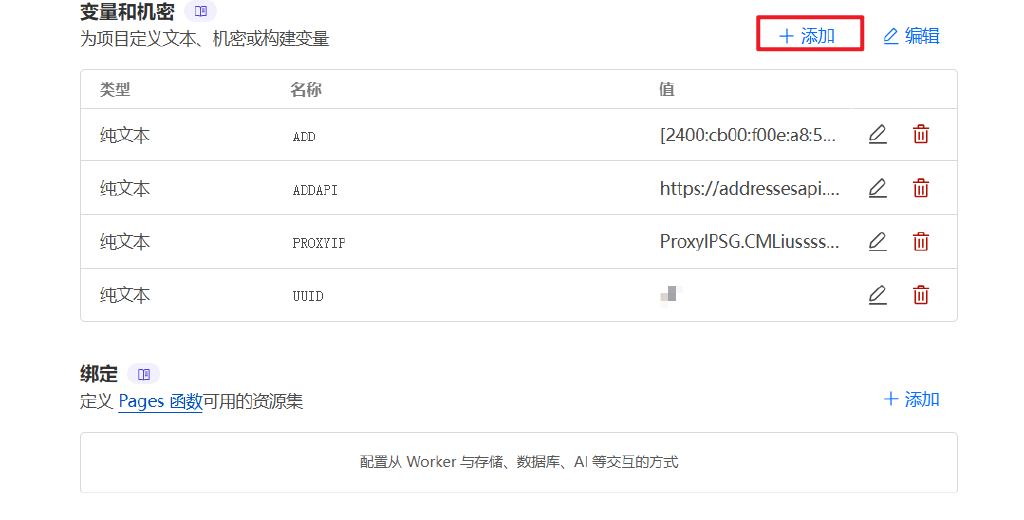 变量和机密
为项目定义文本、机密或构建变量
添加
编辑
类型 名称 值
纯文本 ADD [2400:cb00:f00e:a8:5...
纯文本 ADDAPI https://addressesapi....
纯文本 PROXYIP ProxyIPSG.CMLiussss...
纯文本 UUID
绑定
定义 Pages 函数可用的资源集
添加
配置从 Worker 与存储、数据库、AI 等交互的方式